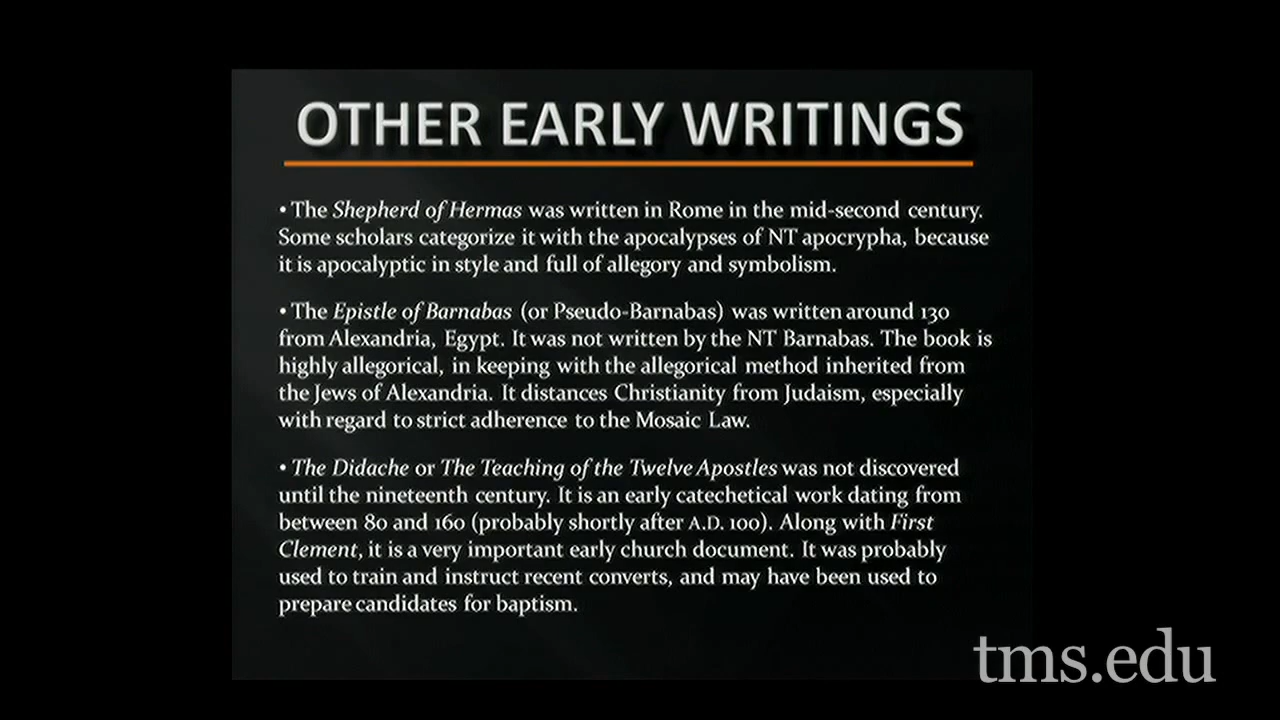 OTHER EARLY WRITINGS
• The Shepherd of Hermas was written in Rome in the mid-second century.
Some scholars categorize it with the apocalypses of NT apocrypha, because
it is apocalyptic in style and full of allegory and symbolism.
• The Epistle of Barnabas (or Pseudo-Barnabas) was written around 130
from Alexandria, Egypt. It was not written by the NT Barnabas. The book is
highly allegorical, in keeping with the allegorical method inherited from
the Jews of Alexandria. It distances Christianity from Judaism, especially
with regard to strict adherence to the Mosaic Law.
• The Didache or The Teaching of the Twelve Apostles was not discovered
until the nineteenth century. It is an early catechetical work dating from
between 80 and 160 (probably shortly after A.D. 100). Along with First
Clement, it is a very important early church document. It was probably
used to train and instruct recent converts, and may have been used to
prepare candidates for baptism.
tms.edu